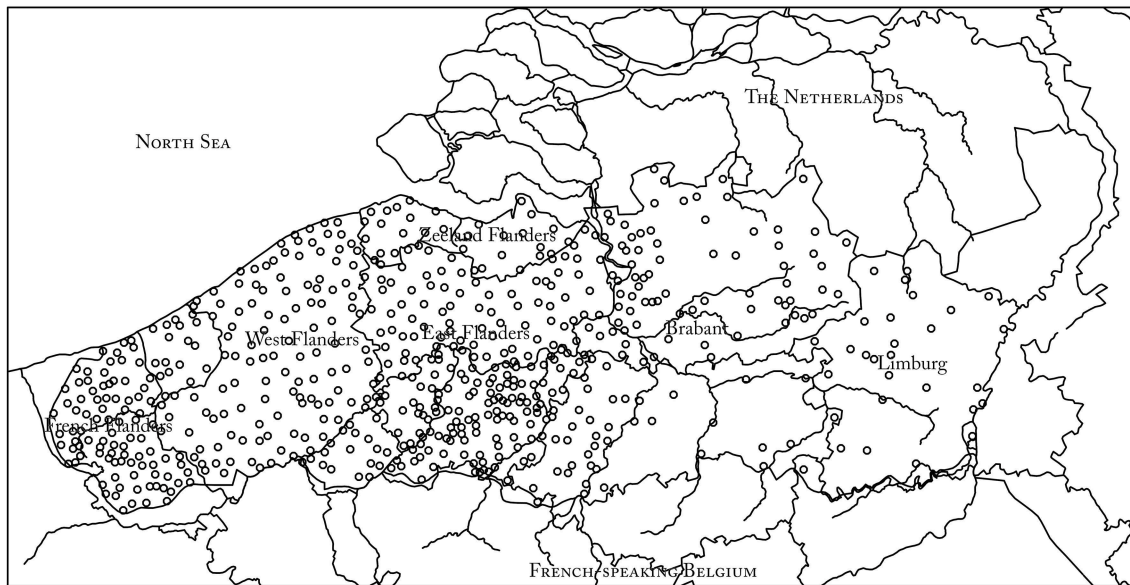 The Netherlands
North Sea
Zeeland Flanders
West Flanders
East Flanders
Brabant
Limburg
French Flanders
French-speaking Belgium